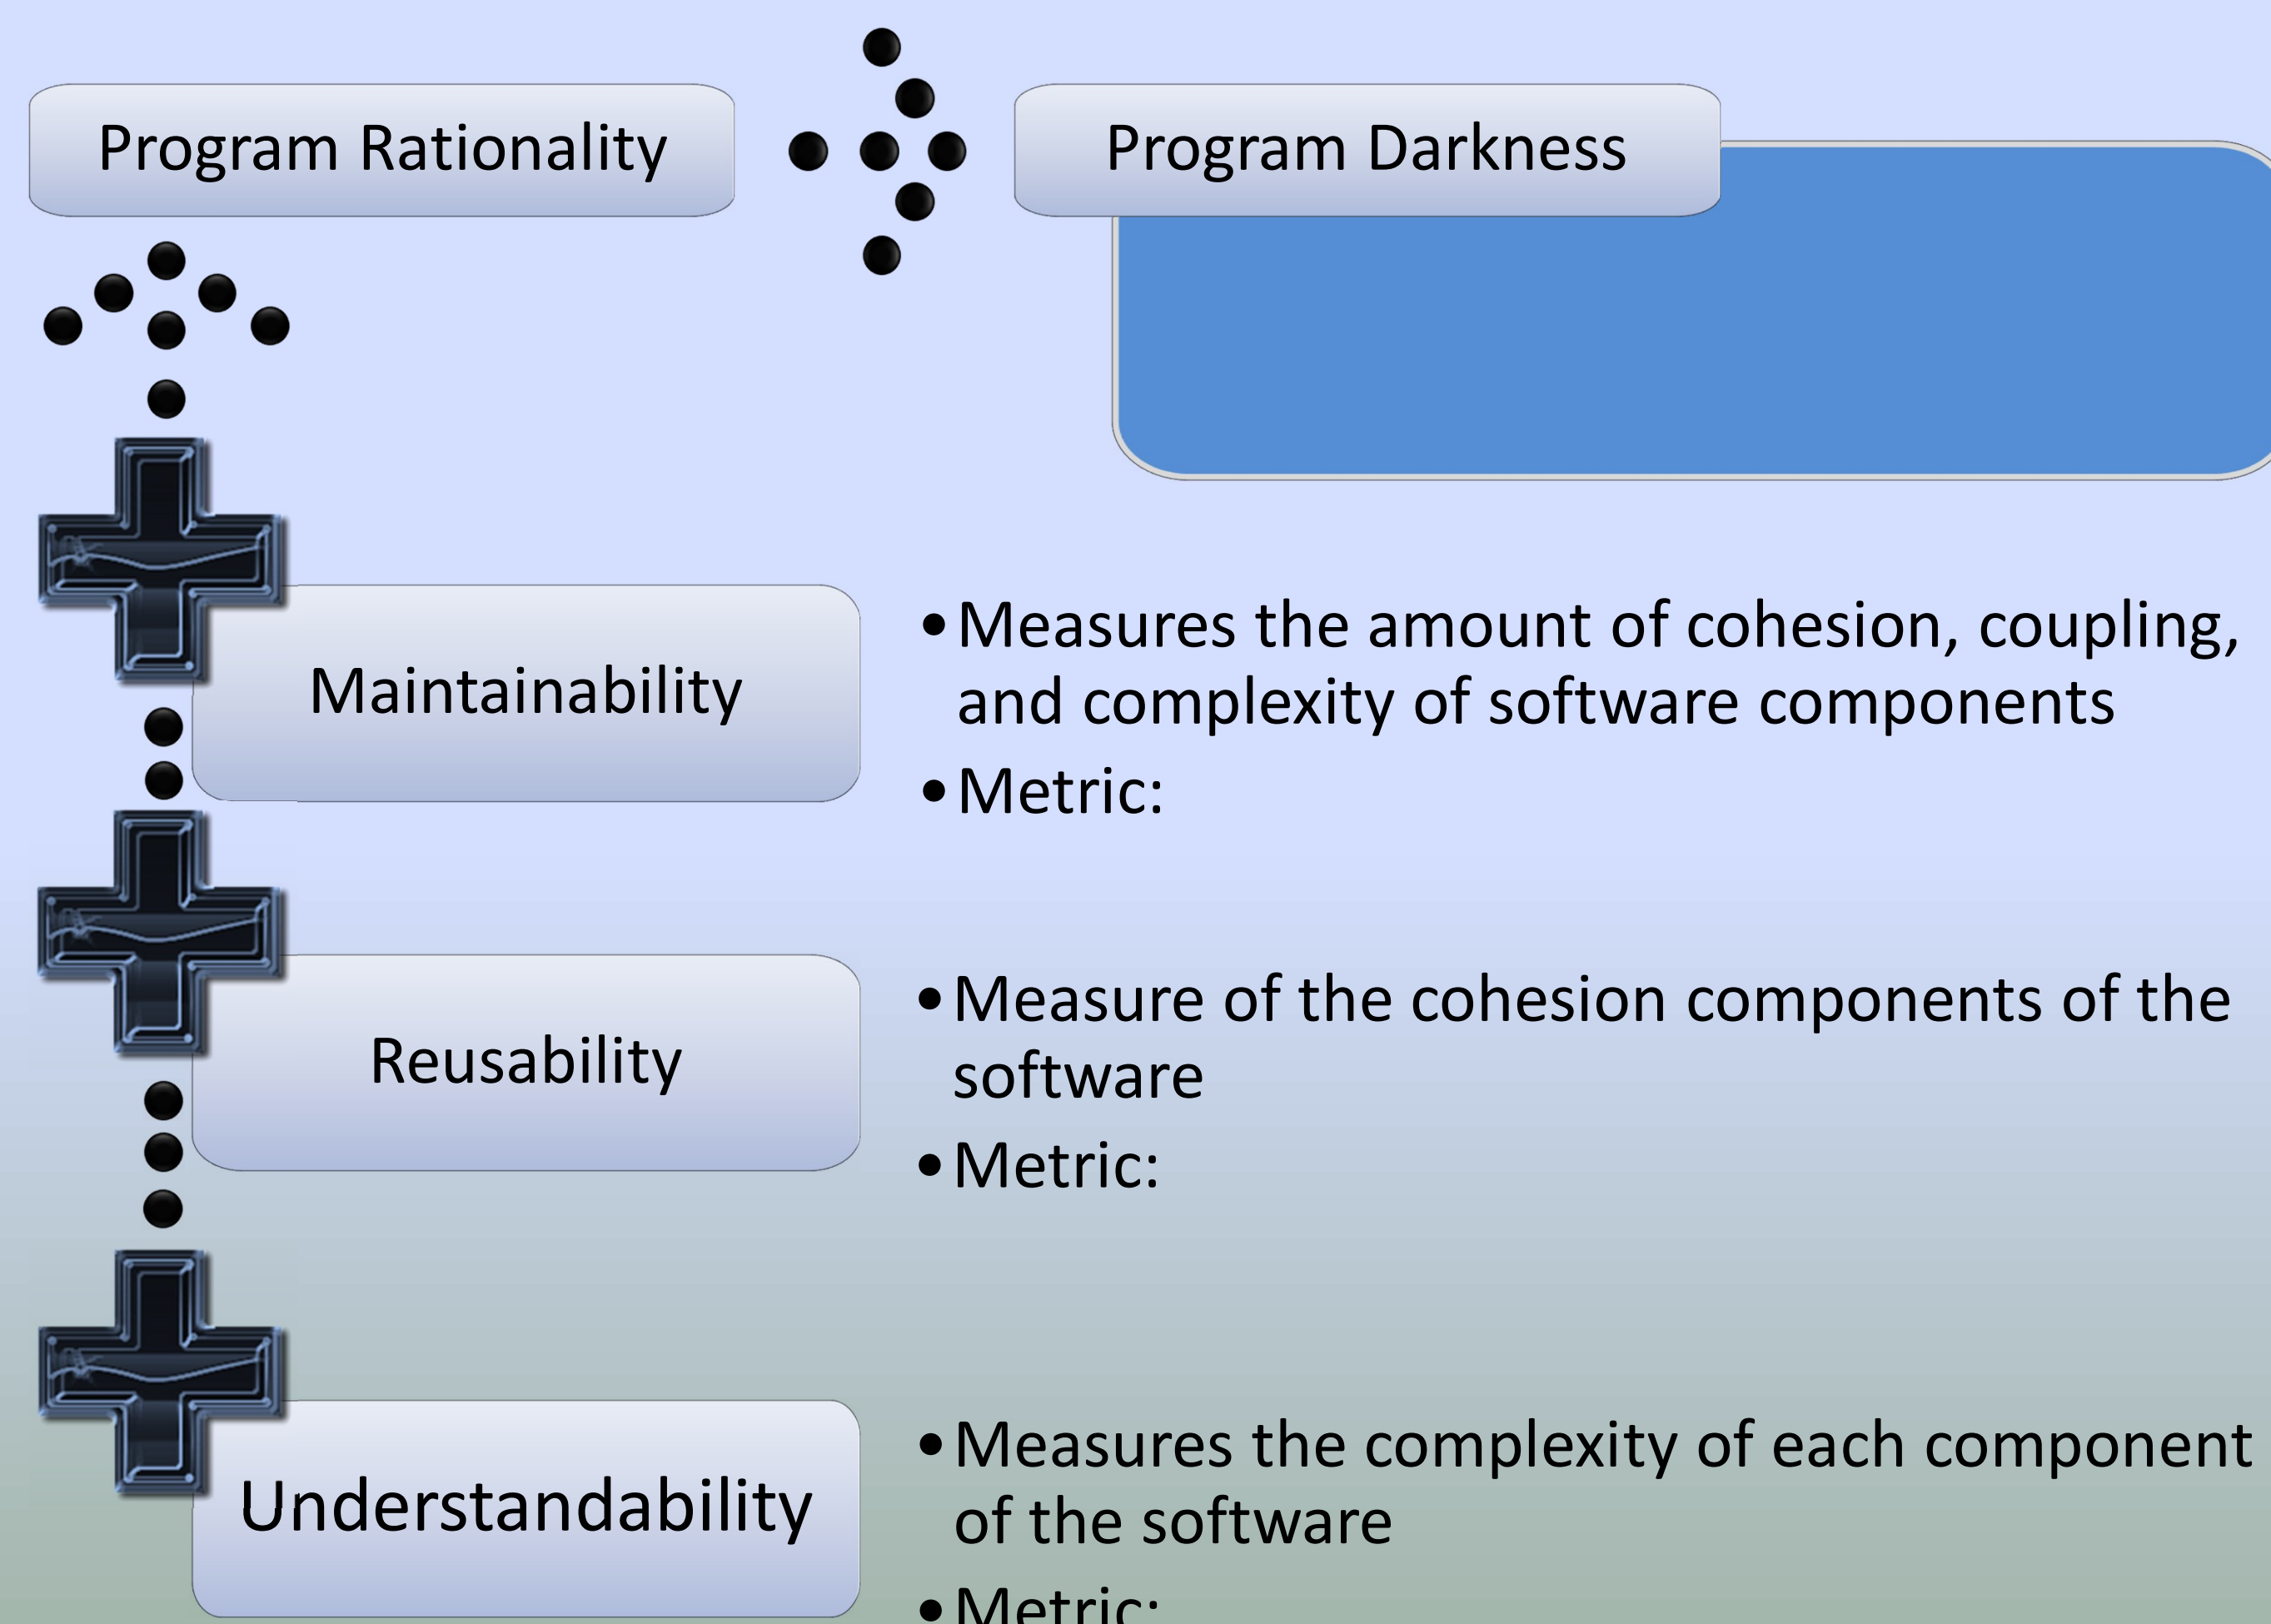 Program Rationality
Program Darkness
Maintainability
•Measures the amount of cohesion, coupling,
and complexity of software components
•Metric:
Reusability
•Measure of the cohesion components of the
software
•Metric:
Understandability
•Measures the complexity of each component
of the software
•Metric: